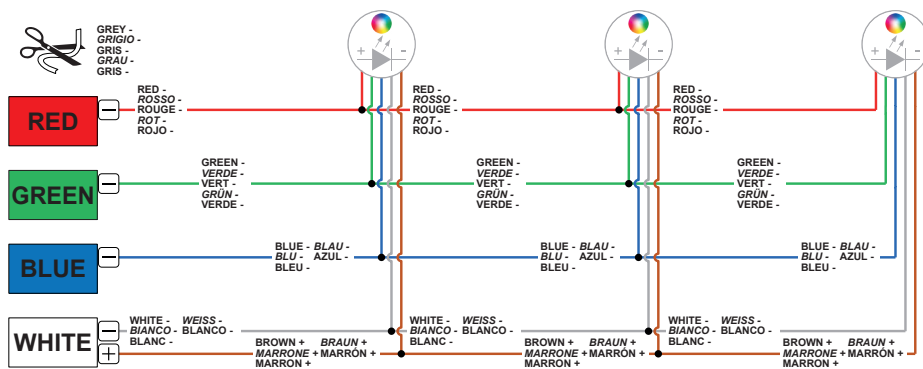 GREY -
GRIGIO -
GRIS -
GRAU -
GRIS -
+ -
+ -
+ -
RED
-
RED -
ROSSO -
ROUGE -
ROT -
ROJO -
RED -
ROSSO -
ROUGE -
ROT -
ROJO -
RED -
ROSSO -
ROUGE -
ROT -
ROJO -
GREEN
-
GREEN -
VERDE -
VERT -
GRÜN -
VERDE -
GREEN -
VERDE -
VERT -
GRÜN -
VERDE -
GREEN -
VERDE -
VERT -
GRÜN -
VERDE -
BLUE
-
BLUE - BLAU -
BLU - AZUL -
BLEU -
BLUE - BLAU -
BLU - AZUL -
BLEU -
BLUE - BLAU -
BLU - AZUL -
BLEU -
WHITE
-
+
WHITE - WEISS -
BIANCO - BLANCO -
BLANC -
WHITE - WEISS -
BIANCO - BLANCO -
BLANC -
WHITE - WEISS -
BIANCO - BLANCO -
BLANC -
BROWN + BRAUN +
MARRONE + MARRÓN +
MARRON +
BROWN + BRAUN +
MARRONE + MARRÓN +
MARRON +
BROWN + BRAUN +
MARRONE + MARRÓN +
MARRON +